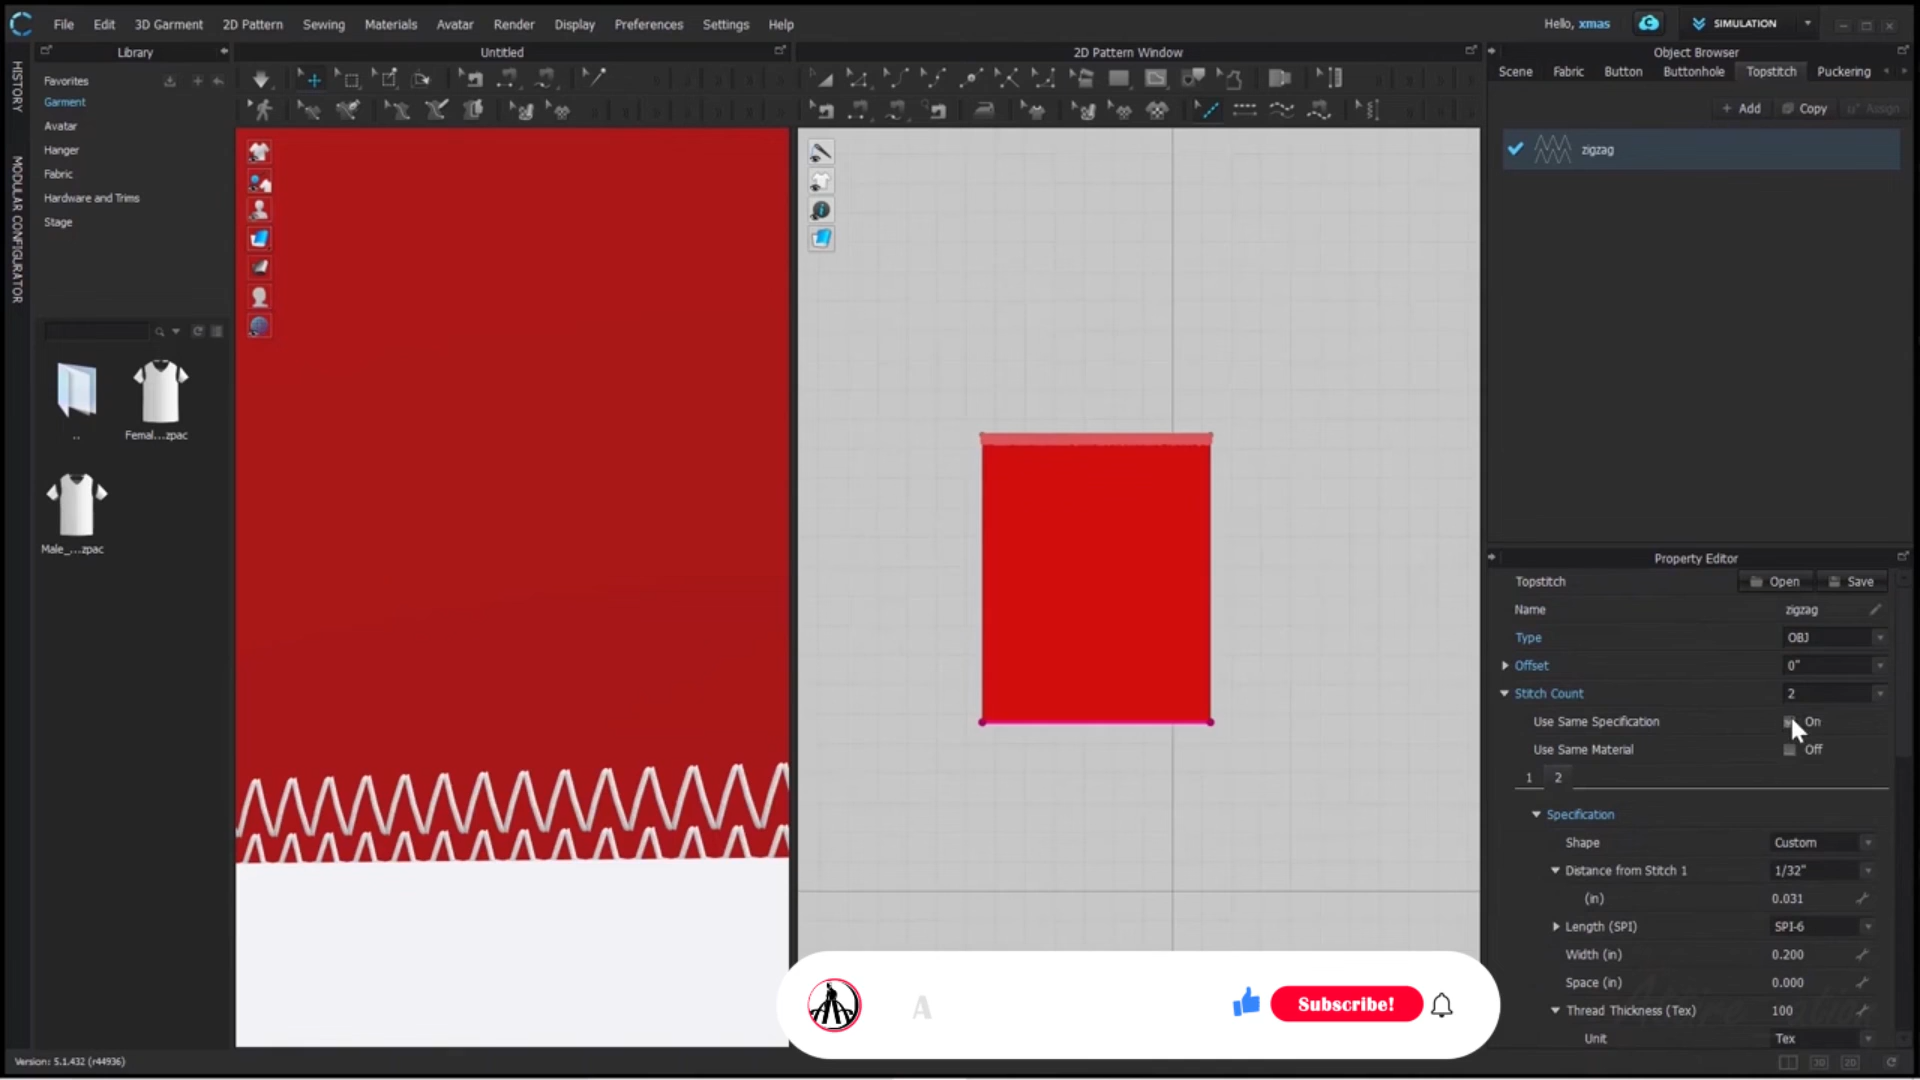 File Edit 3D Garment 2D Pattern Sewing Materials Avatar Render Display Preferences Settings Help
Hello, xmas
SIMULATION
HISTORY
MODULAR CONFIGURATOR
Library
Favorites
Garment
Avatar
Hanger
Fabric
Hardware and Trims
Stage
..
Femal...zpac
Male_...zpac
Untitled
2D Pattern Window
Object Browser
Scene Fabric Button Buttonhole Topstitch Puckering
+ Add Copy Assign
zigzag
Property Editor
Topstitch Open Save
Name zigzag
Type OBJ
Offset 0"
Stitch Count 2
Use Same Specification On
Use Same Material Off
1 2
Specification
Shape Custom
Distance from Stitch 1 1/32"
(in) 0.031
Length (SPI) SPI-6
Width (in) 0.200
Space (in) 0.000
Thread Thickness (Tex) 100
Unit Tex
A
Subscribe!
Version: 5.1.432 (r44936)
3D 2D